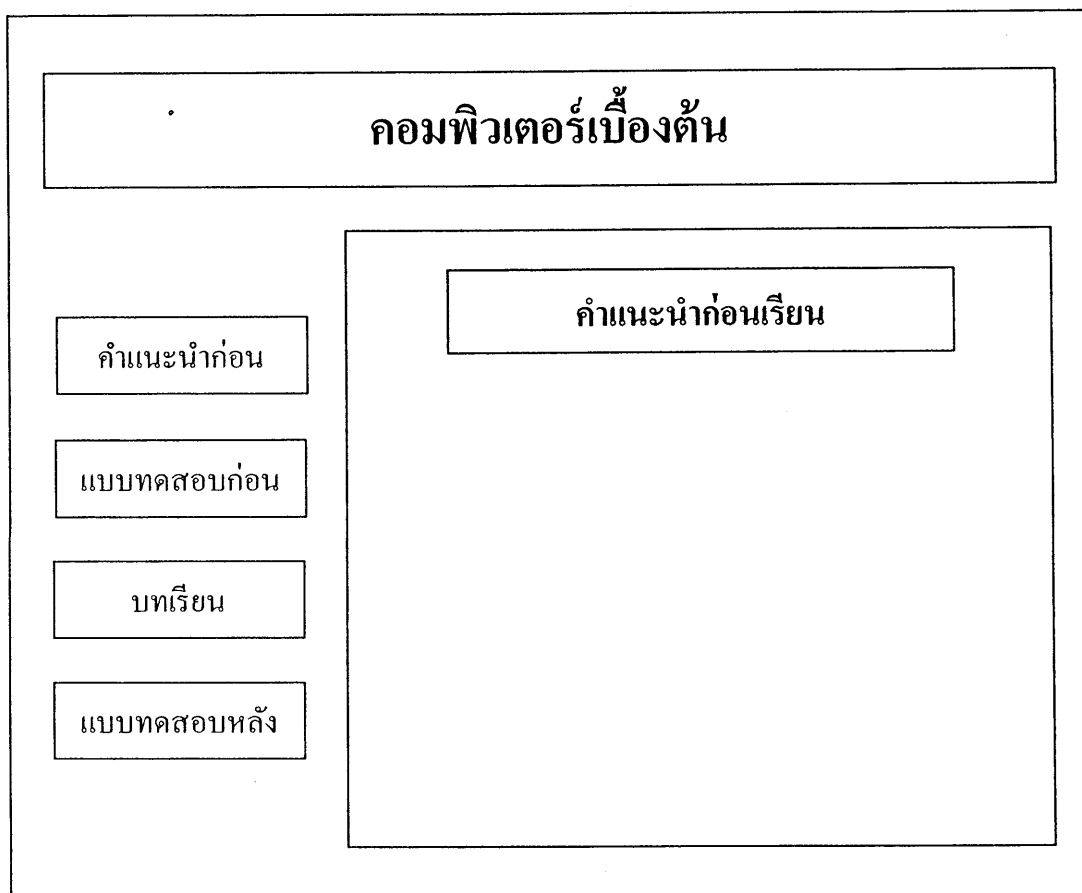 คอมพิวเตอร์เบื้องต้น
คำแนะนำก่อนเรียน
คำแนะนำก่อน
แบบทดสอบก่อน
บทเรียน
แบบทดสอบหลัง